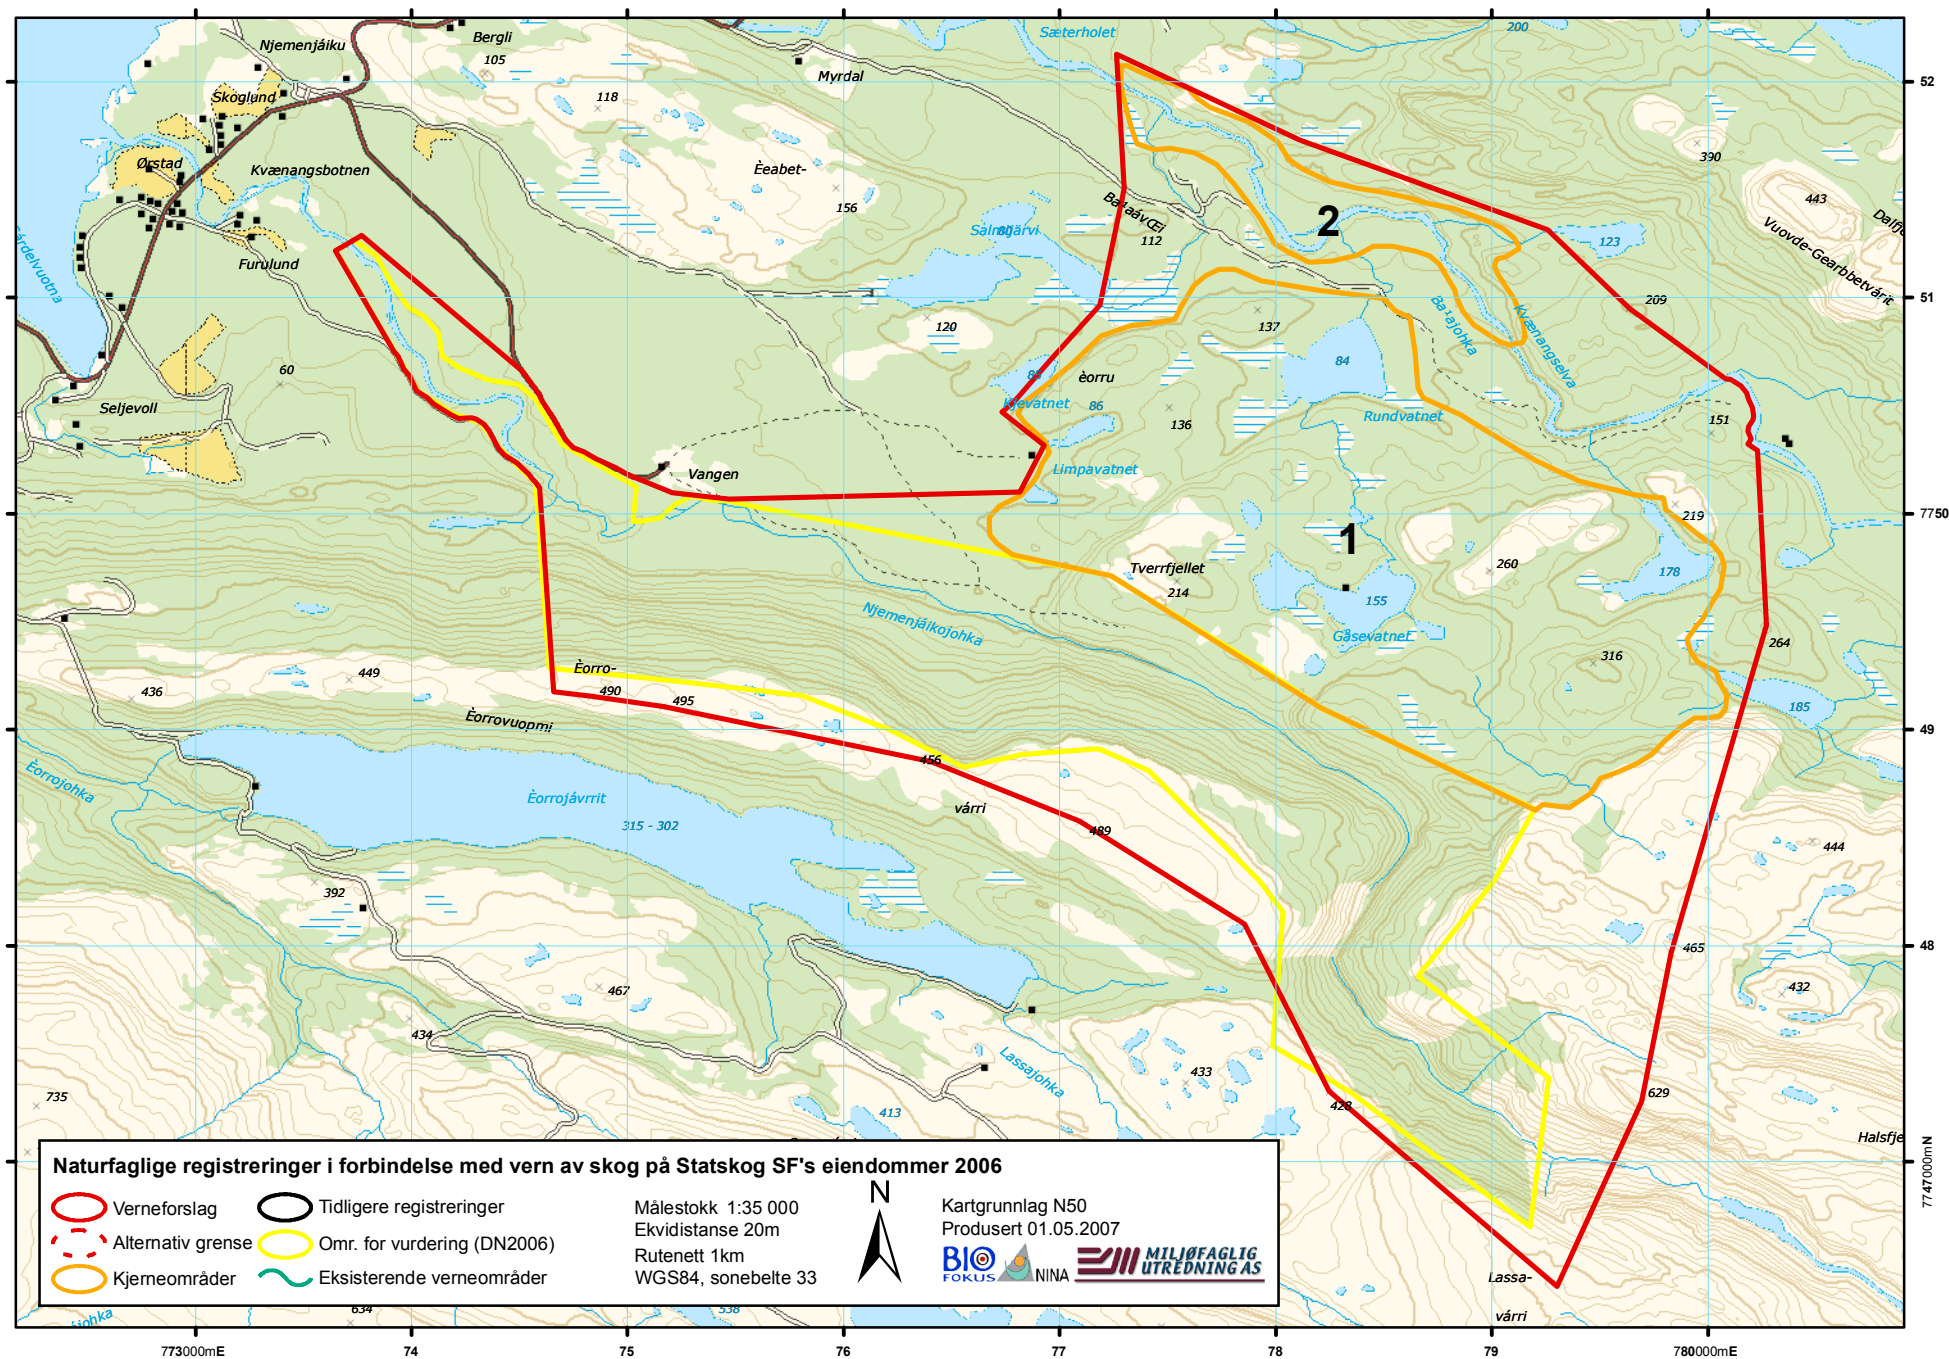 Sæterholet
200
Njemenjáiku
Bergli
105
Myrdal
52
Skoglund
118
390
Ørstad
Kvænangsbotnen
Èeabet-
156
443
Vuovde-Gearbbetvárit
2
112
Salmijärvi
123
Furulund
51
209
120
137
Ba¹ajohka
Kvænangselva
84
60
èorru
Kjevatnet
86
Seljevoll
136
Rundvatnet
151
Vangen
Limpavatnet
219
7750
1
Tverrfjellet
214
260
178
155
Njemenjáikojohka
Gåsevatnet
264
316
Èorro-
449
436
490
495
185
Èorrovuopmi
49
456
Èorrojohka
Èorrojávrrit
315 - 302
várri
489
444
392
465
48
467
432
434
Lassajohka
433
735
413
428
629
Halsfje
7747000mN
Naturfaglige registreringer i forbindelse med vern av skog på Statskog SF's eiendommer 2006
Verneforslag
Tidligere registreringer
Målestokk 1:35 000
N
Kartgrunnlag N50
Ekvidistanse 20m
Produsert 01.05.2007
Alternativ grense
Omr. for vurdering (DN2006)
Rutenett 1km
BIO
FOKUS
NINA
MILJØFAGLIG
UTREDNING AS
Kjerneområder
Eksisterende verneområder
WGS84, sonebelte 33
Lassa-
várri
634
538
773000mE
74
75
76
77
78
79
780000mE